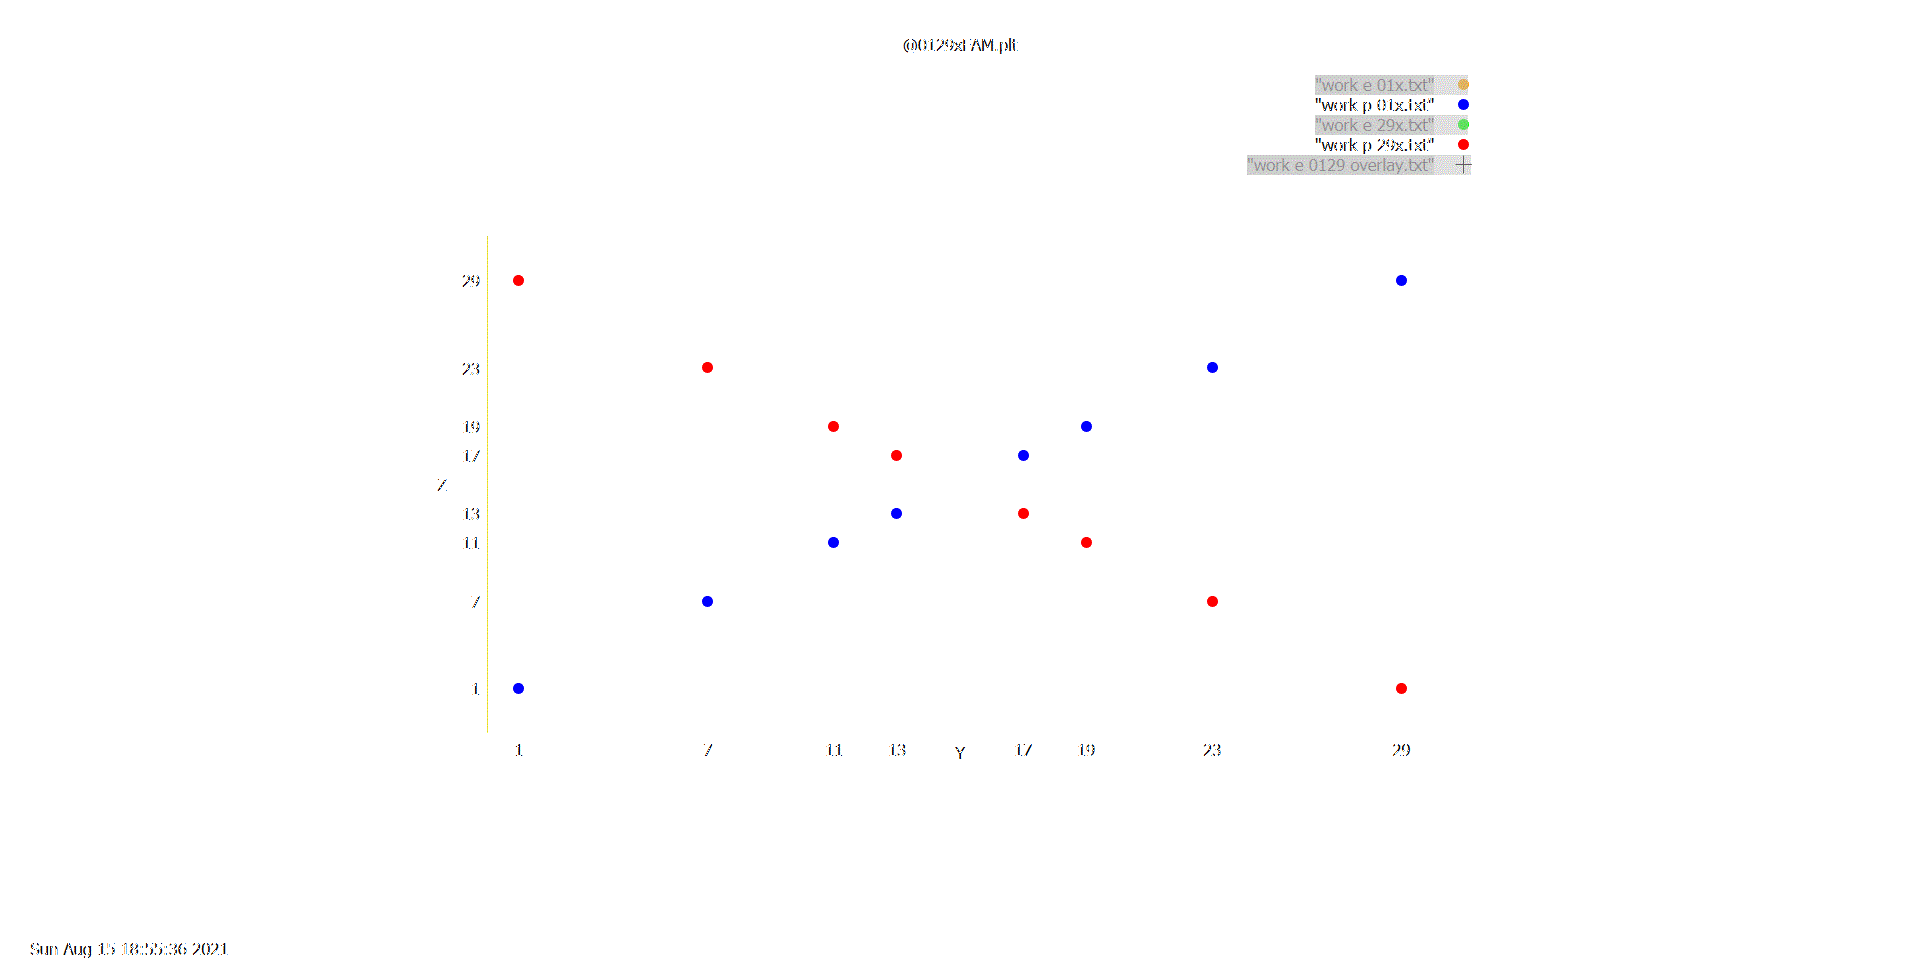 @0129xFAM.plt
"work e 01x.txt"
"work p 01x.txt"
"work e 29x.txt"
"work p 29x.txt"
"work e 0129 overlay.txt"
29
23
19
17
Z
13
11
7
1
1 7 11 13 Y 17 19 23 29
Sun Aug 15 18:55:36 2021